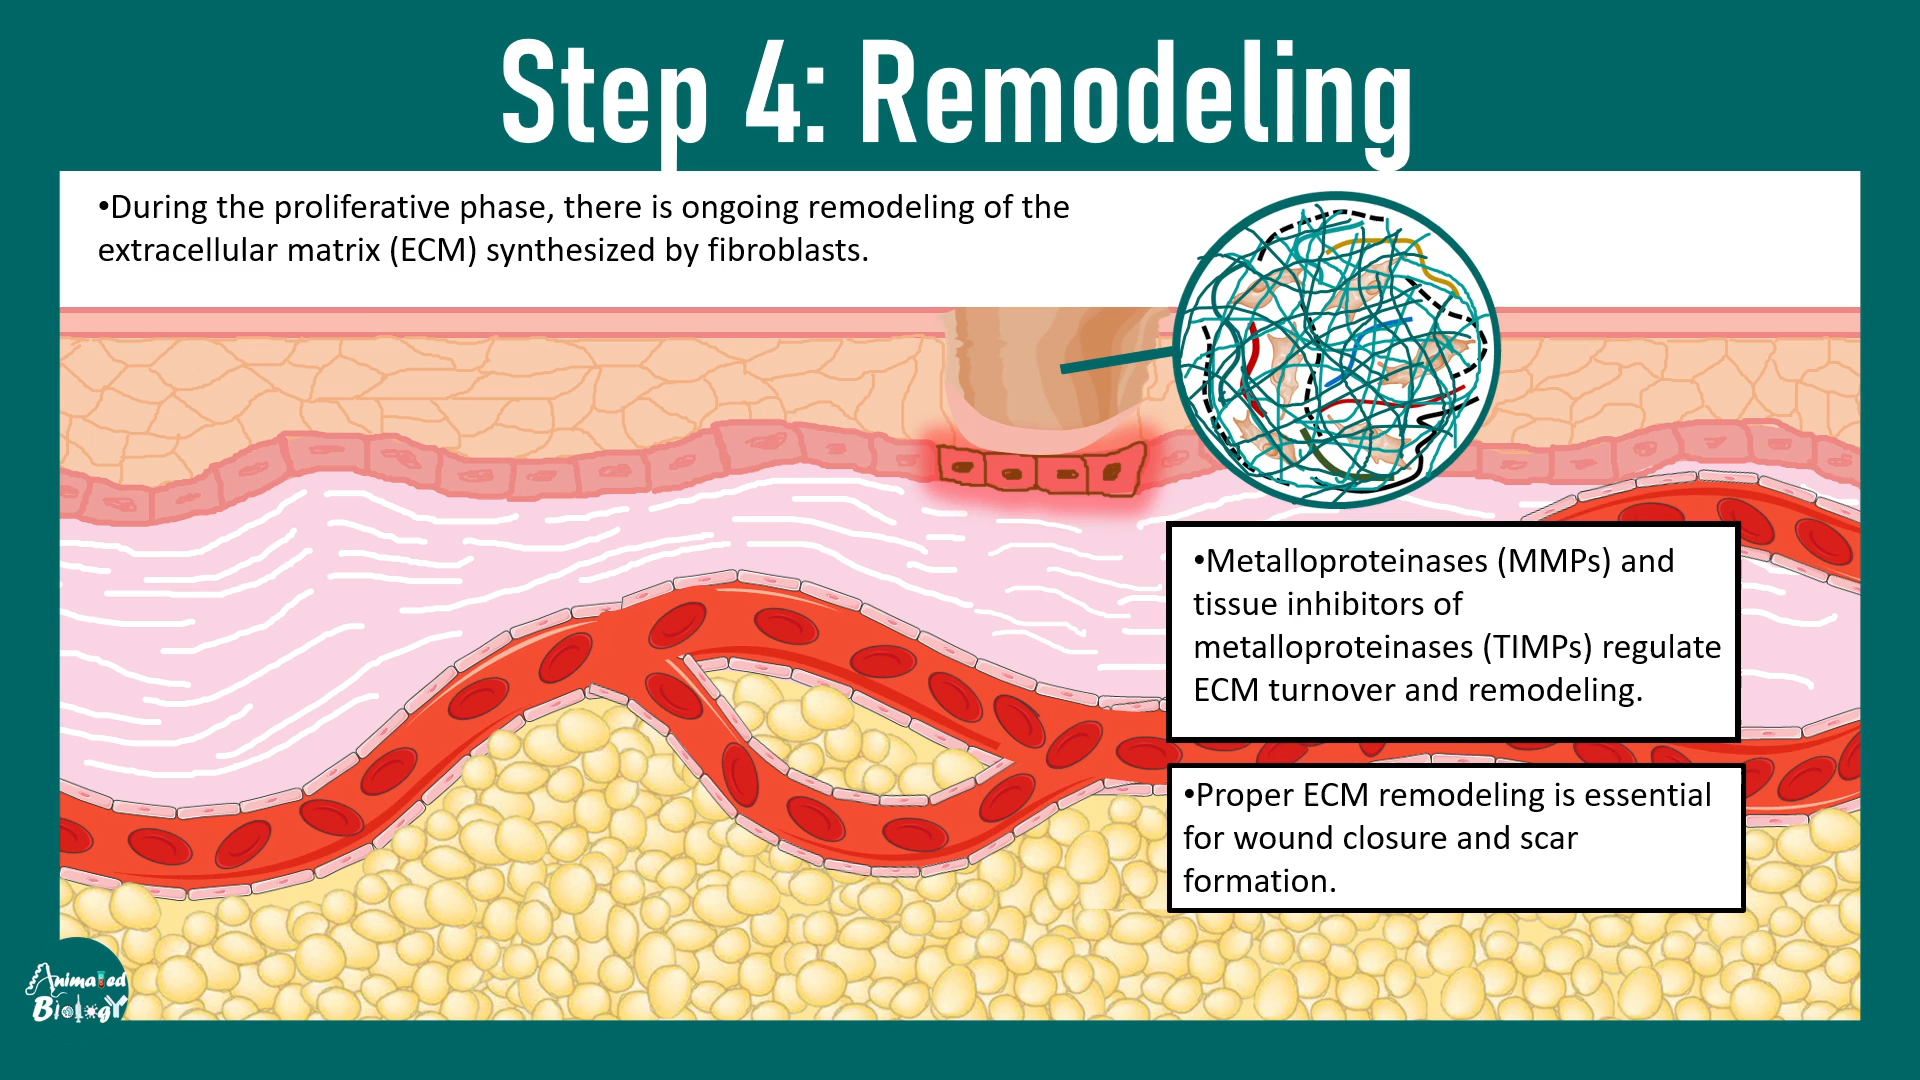 Step 4: Remodeling
•During the proliferative phase, there is ongoing remodeling of the
extracellular matrix (ECM) synthesized by fibroblasts.
•Metalloproteinases (MMPs) and
tissue inhibitors of
metalloproteinases (TIMPs) regulate
ECM turnover and remodeling.
•Proper ECM remodeling is essential
for wound closure and scar
formation.
Animated
Biology